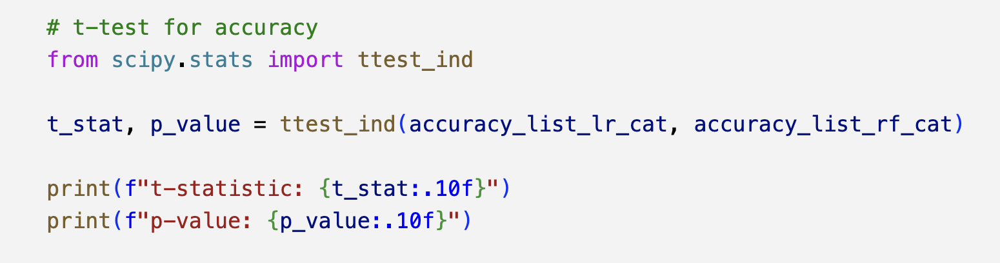 # t-test for accuracy
from scipy.stats import ttest_ind
t_stat, p_value = ttest_ind(accuracy_list_lr_cat, accuracy_list_rf_cat)
print(f"t-statistic: {t_stat:.10f}")
print(f"p-value: {p_value:.10f}")